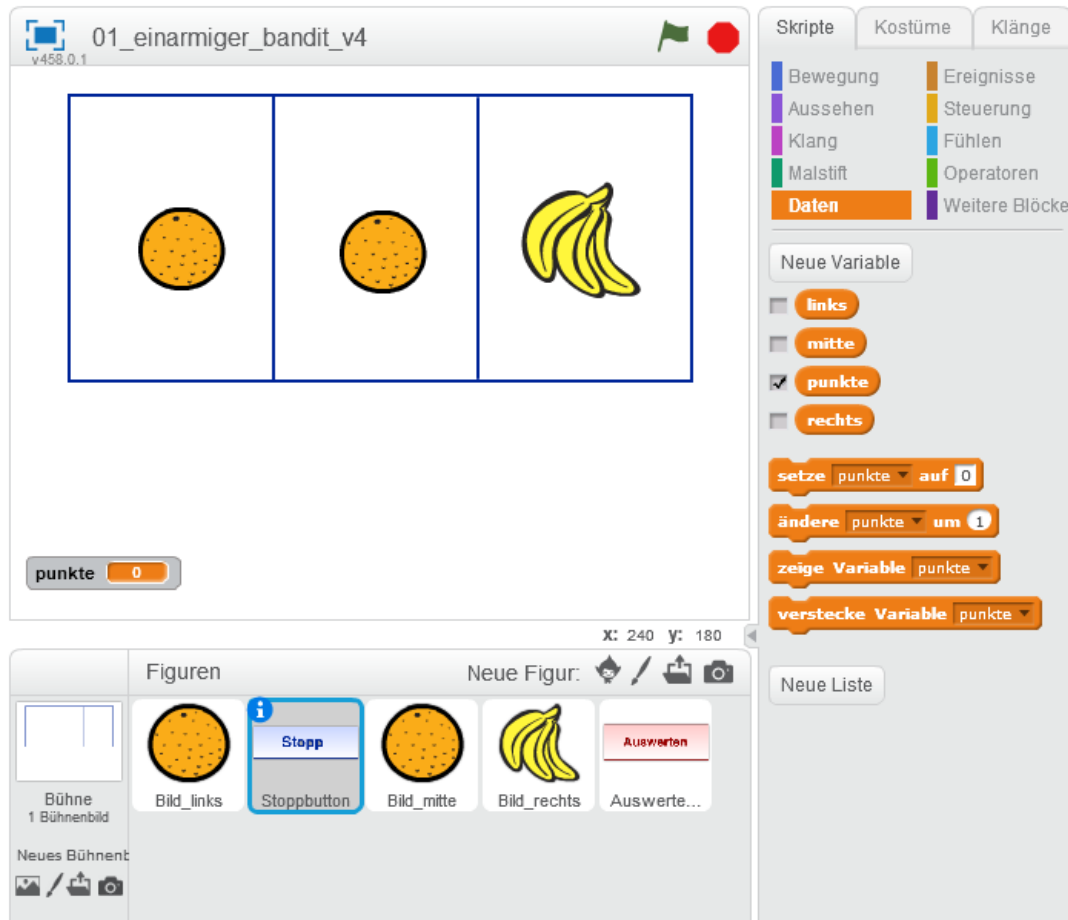 01_einarmiger_bandit_v4
v458.0.1
punkte 0
x: 240 y: 180
Figuren
Neue Figur:
Bühne
1 Bühnenbild
Neues Bühnenb
Bild_links
Stopp
Stoppbutton
Bild_mitte
Bild_rechts
Auswerten
Auswerte...
Skripte
Kostüme
Klänge
Bewegung
Aussehen
Klang
Malstift
Daten
Ereignisse
Steuerung
Fühlen
Operatoren
Weitere Blöcke
Neue Variable
links
mitte
punkte
rechts
setze punkte auf 0
ändere punkte um 1
zeige Variable punkte
verstecke Variable punkte
Neue Liste